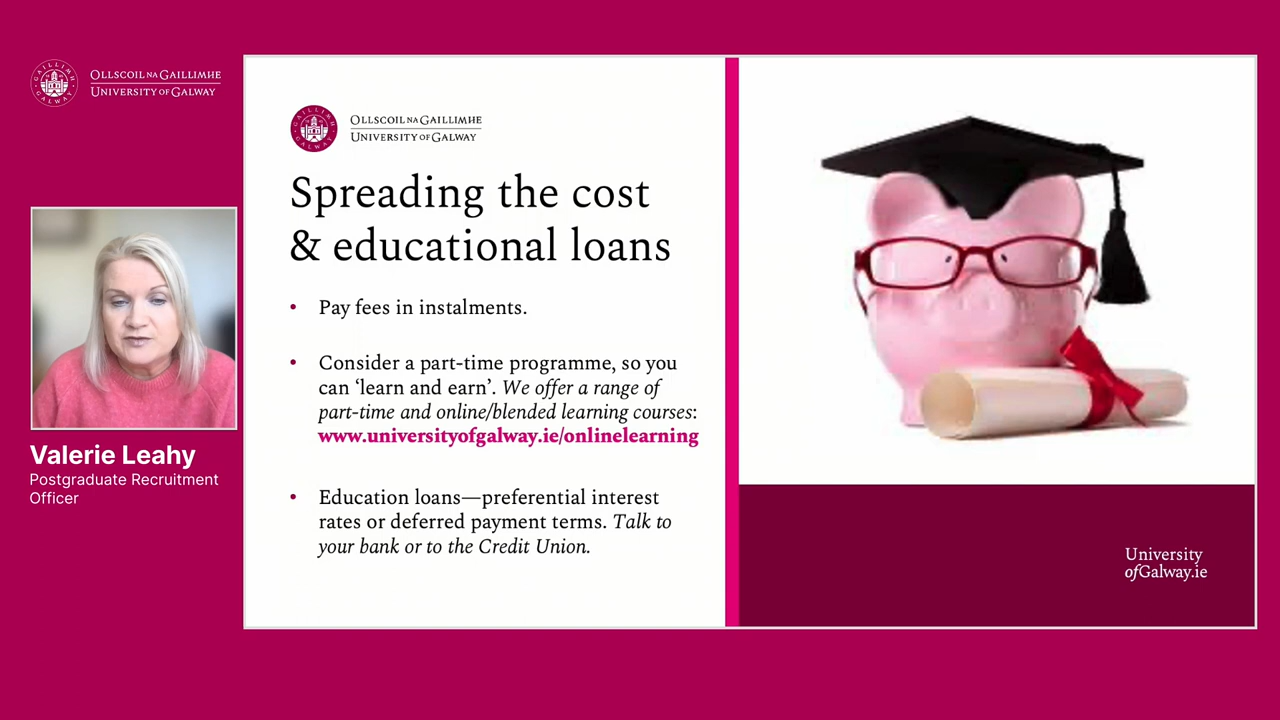 OLLSCOIL NA GAILLIMHE
UNIVERSITY OF GALWAY
Valerie Leahy
Postgraduate Recruitment
Officer
OLLSCOIL NA GAILLIMHE
UNIVERSITY OF GALWAY
Spreading the cost
& educational loans
• Pay fees in instalments.
• Consider a part-time programme, so you
can ‘learn and earn’. We offer a range of
part-time and online/blended learning courses:
www.universityofgalway.ie/onlinelearning
• Education loans—preferential interest
rates or deferred payment terms. Talk to
your bank or to the Credit Union.
University
ofGalway.ie